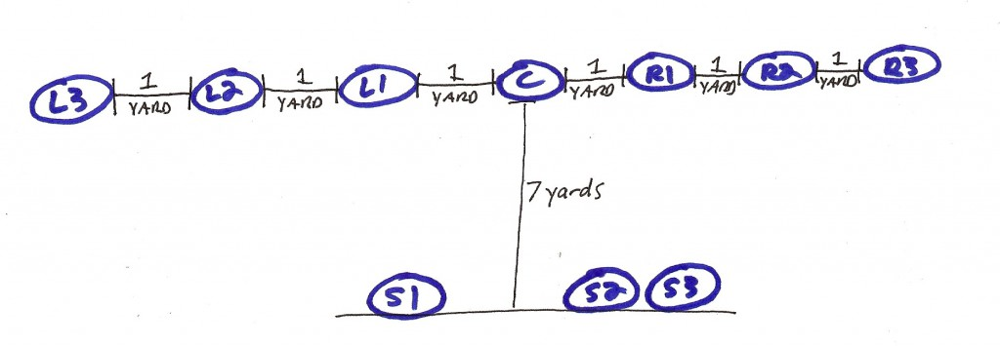 L3 1 YARD L2 1 YARD L1 1 YARD C 1 YARD R1 1 YARD R2 1 YARD R3
7 yards
S1 S2 S3